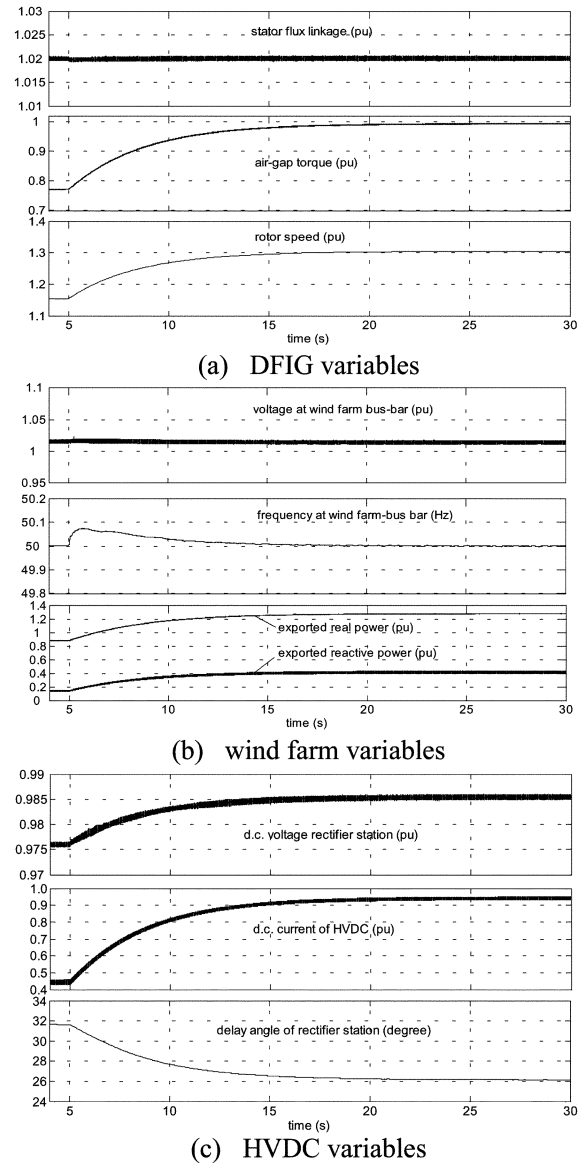 1.03
stator flux linkage (pu)
1.025
1.02
1.015
1.01
1
0.9
air-gap torque (pu)
0.8
0.7
1.4
rotor speed (pu)
1.3
1.2
1.1
5 10 15 20 25 30
time (s)
(a) DFIG variables
1.1
voltage at wind farm bus-bar (pu)
1.05
1
0.95
50.2
frequency at wind farm-bus bar (Hz)
50.1
50
49.9
49.8
1.4
1.2
1
exported real power (pu)
0.8
0.6
exported reactive power (pu)
0.4
0.2
0
5 10 15 20 25 30
time (s)
(b) wind farm variables
0.99
0.985
0.98
d.c. voltage rectifier station (pu)
0.975
0.97
1.0
0.9
0.8
d.c. current of HVDC (pu)
0.7
0.6
0.5
0.4
34
32
delay angle of rectifier station (degree)
30
28
26
24
5 10 15 20 25 30
time (s)
(c) HVDC variables